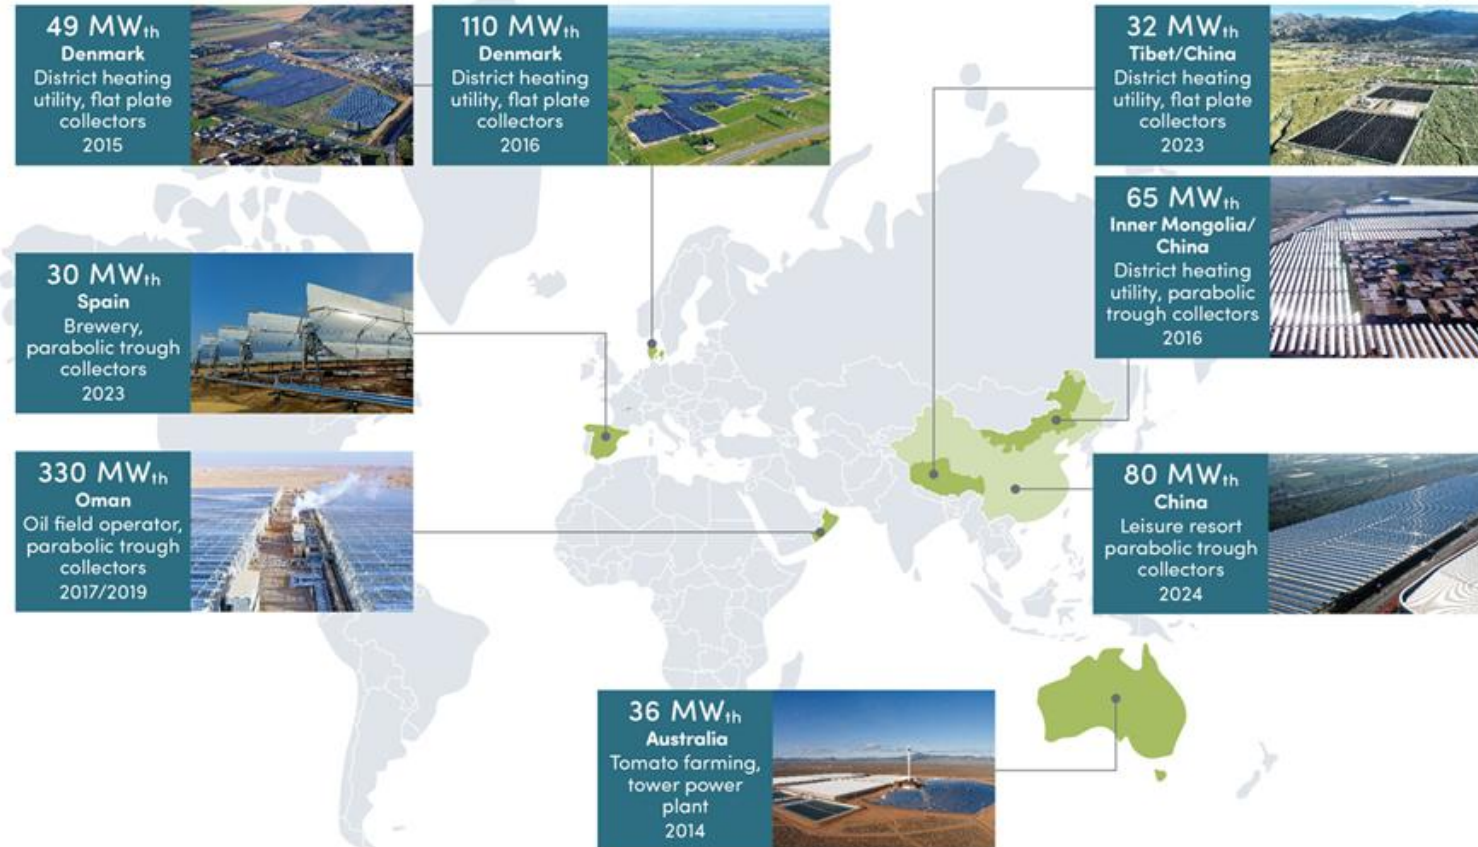 49 MWth
Denmark
District heating
utility, flat plate
collectors
2015
110 MWth
Denmark
District heating
utility, flat plate
collectors
2016
32 MWth
Tibet/China
District heating
utility, flat plate
collectors
2023
65 MWth
Inner Mongolia/
China
District heating
utility, parabolic
trough collectors
2016
30 MWth
Spain
Brewery,
parabolic trough
collectors
2023
330 MWth
Oman
Oil field operator,
parabolic trough
collectors
2017/2019
80 MWth
China
Leisure resort
parabolic trough
collectors
2024
36 MWth
Australia
Tomato farming,
tower power
plant
2014